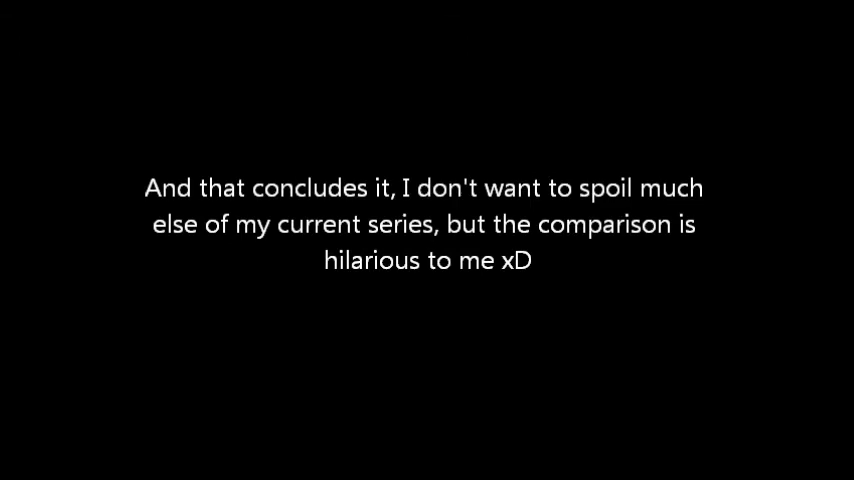 And that concludes it, I don't want to spoil much
else of my current series, but the comparison is
hilarious to me xD